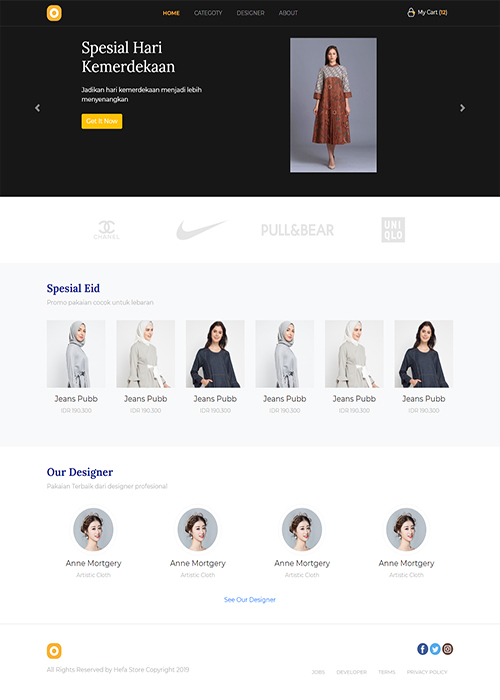 HOME CATEGOTY DESIGNER ABOUT My Cart (12)
Spesial Hari
Kemerdekaan
Jadikan hari kemerdekaan menjadi lebih
menyenangkan
Get It Now
CHANEL PULL&BEAR UNI
QLO
Spesial Eid
Promo pakaian cocok untuk lebaran
Jeans Pubb Jeans Pubb Jeans Pubb Jeans Pubb Jeans Pubb Jeans Pubb
IDR 190.300 IDR 190.300 IDR 190.300 IDR 190.300 IDR 190.300 IDR 190.300
Our Designer
Pakaian Terbaik dari designer profesional
Anne Mortgery Anne Mortgery Anne Mortgery Anne Mortgery
Artistic Cloth Artistic Cloth Artistic Cloth Artistic Cloth
See Our Designer
All Rights Reserved by Hefa Store Copyright 2019. JOBS DEVELOPER TERMS PRIVACY POLICY